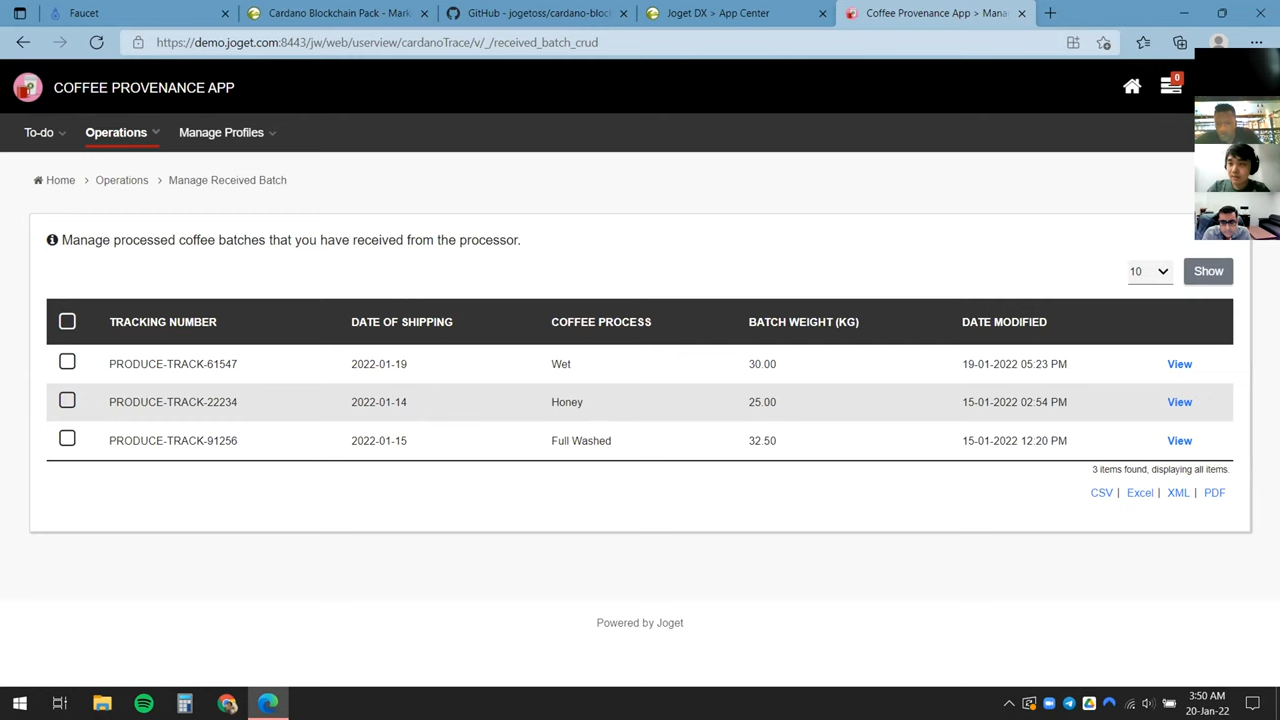 Faucet
Cardano Blockchain Pack - Mark
GitHub - jogetoss/cardano-bloc
Joget DX > App Center
Coffee Provenance App > Mana
https://demo.joget.com:8443/jw/web/userview/cardanoTrace/v/_/received_batch_crud
COFFEE PROVENANCE APP
0
To-do Operations Manage Profiles
Home > Operations > Manage Received Batch
Manage processed coffee batches that you have received from the processor.
10 Show
TRACKING NUMBER DATE OF SHIPPING COFFEE PROCESS BATCH WEIGHT (KG) DATE MODIFIED
PRODUCE-TRACK-61547 2022-01-19 Wet 30.00 19-01-2022 05:23 PM View
PRODUCE-TRACK-22234 2022-01-14 Honey 25.00 15-01-2022 02:54 PM View
PRODUCE-TRACK-91256 2022-01-15 Full Washed 32.50 15-01-2022 12:20 PM View
3 items found, displaying all items.
CSV | Excel | XML | PDF
Powered by Joget
3:50 AM
20-Jan-22